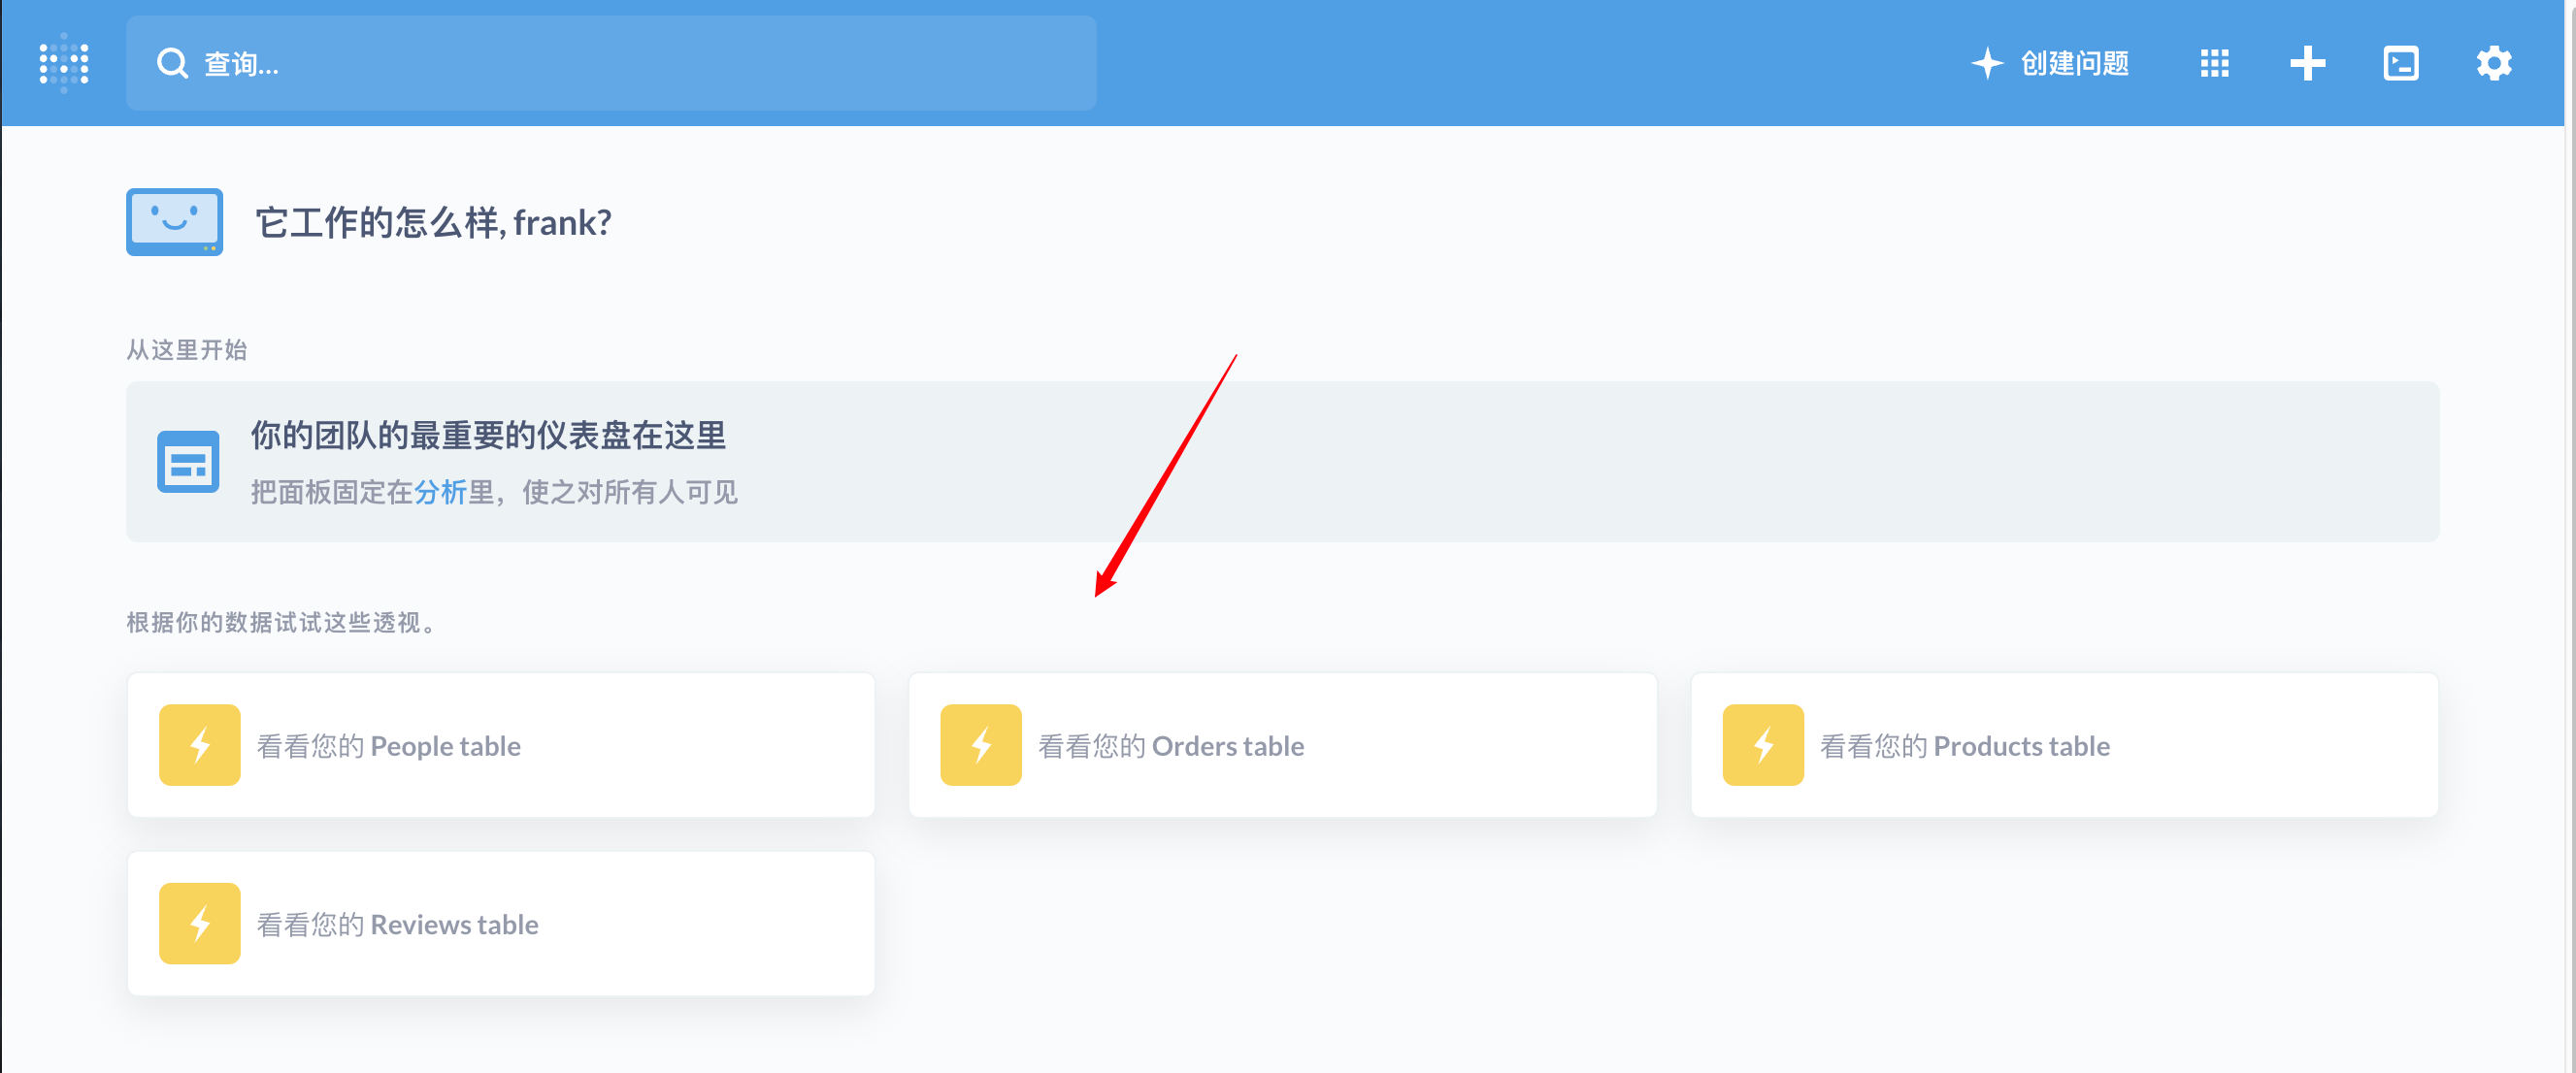 查询...
创建问题
它工作的怎么样, frank?
从这里开始
你的团队的最重要的仪表盘在这里
把面板固定在分析里，使之对所有人可见
根据你的数据试试这些透视。
看看您的 People table
看看您的 Orders table
看看您的 Products table
看看您的 Reviews table